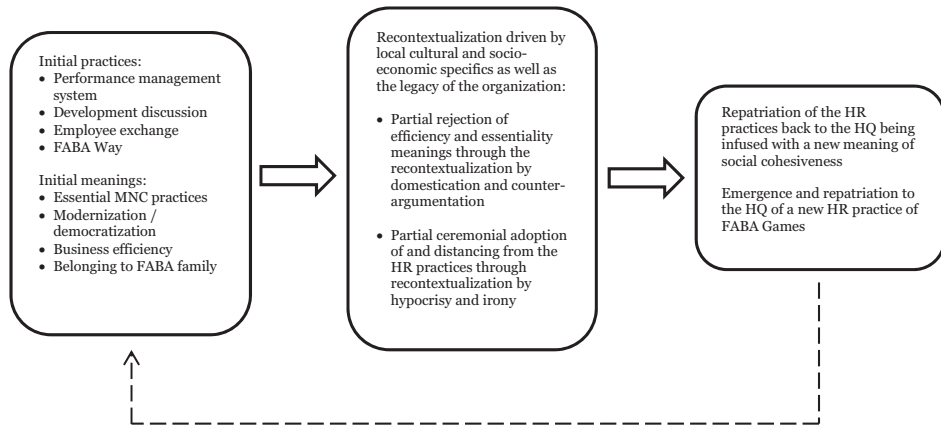 Initial practices:
• Performance management
system
• Development discussion
• Employee exchange
• FABA Way
Initial meanings:
• Essential MNC practices
• Modernization /
democratization
• Business efficiency
• Belonging to FABA family
Recontextualization driven by
local cultural and socio-
economic specifics as well as
the legacy of the organization:
• Partial rejection of
efficiency and essentiality
meanings through the
recontextualization by
domestication and counter-
argumentation
• Partial ceremonial adoption
of and distancing from the
HR practices through
recontextualization by
hypocrisy and irony
Repatriation of the HR
practices back to the HQ being
infused with a new meaning of
social cohesiveness
Emergence and repatriation to
the HQ of a new HR practice of
FABA Games